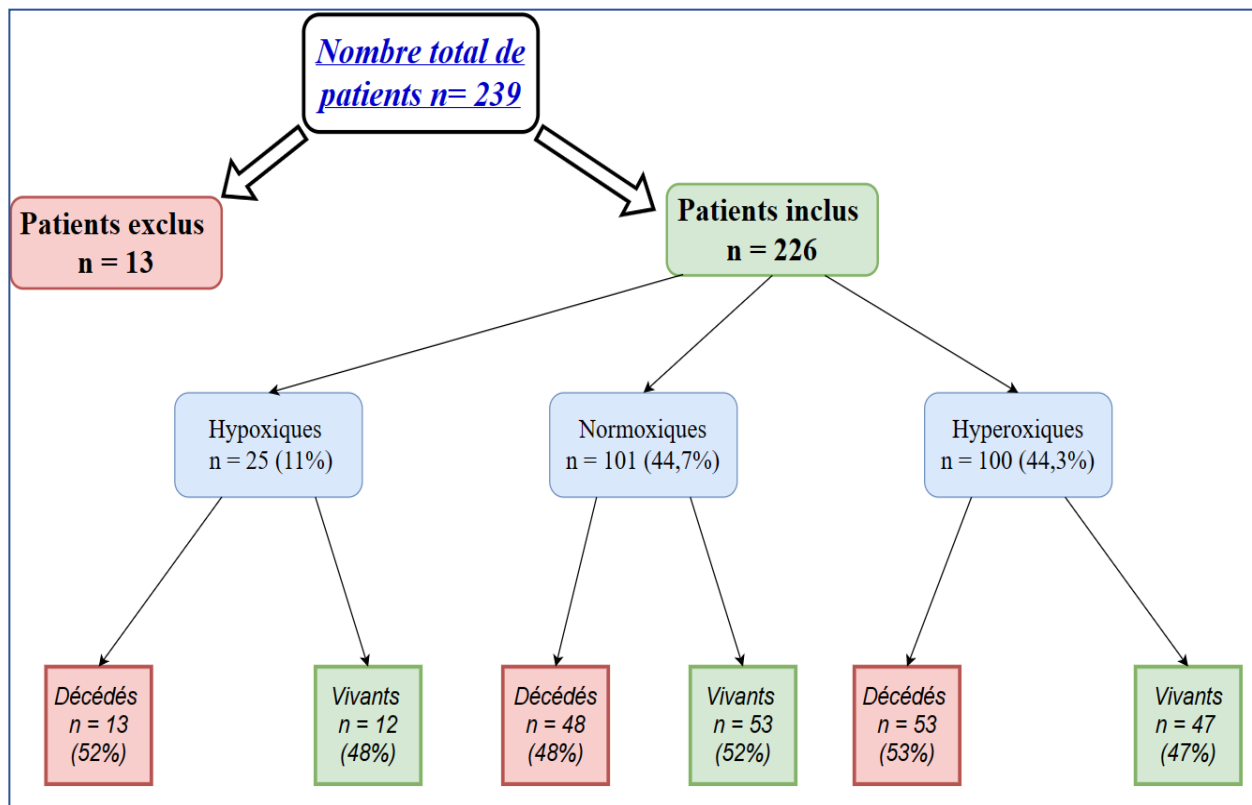 Nombre total de
patients n= 239
Patients exclus
n = 13
Patients inclus
n = 226
Hypoxiques
n = 25 (11%)
Normoxiques
n = 101 (44,7%)
Hyperoxiques
n = 100 (44,3%)
Décédés
n = 13
(52%)
Vivants
n = 12
(48%)
Décédés
n = 48
(48%)
Vivants
n = 53
(52%)
Décédés
n = 53
(53%)
Vivants
n = 47
(47%)